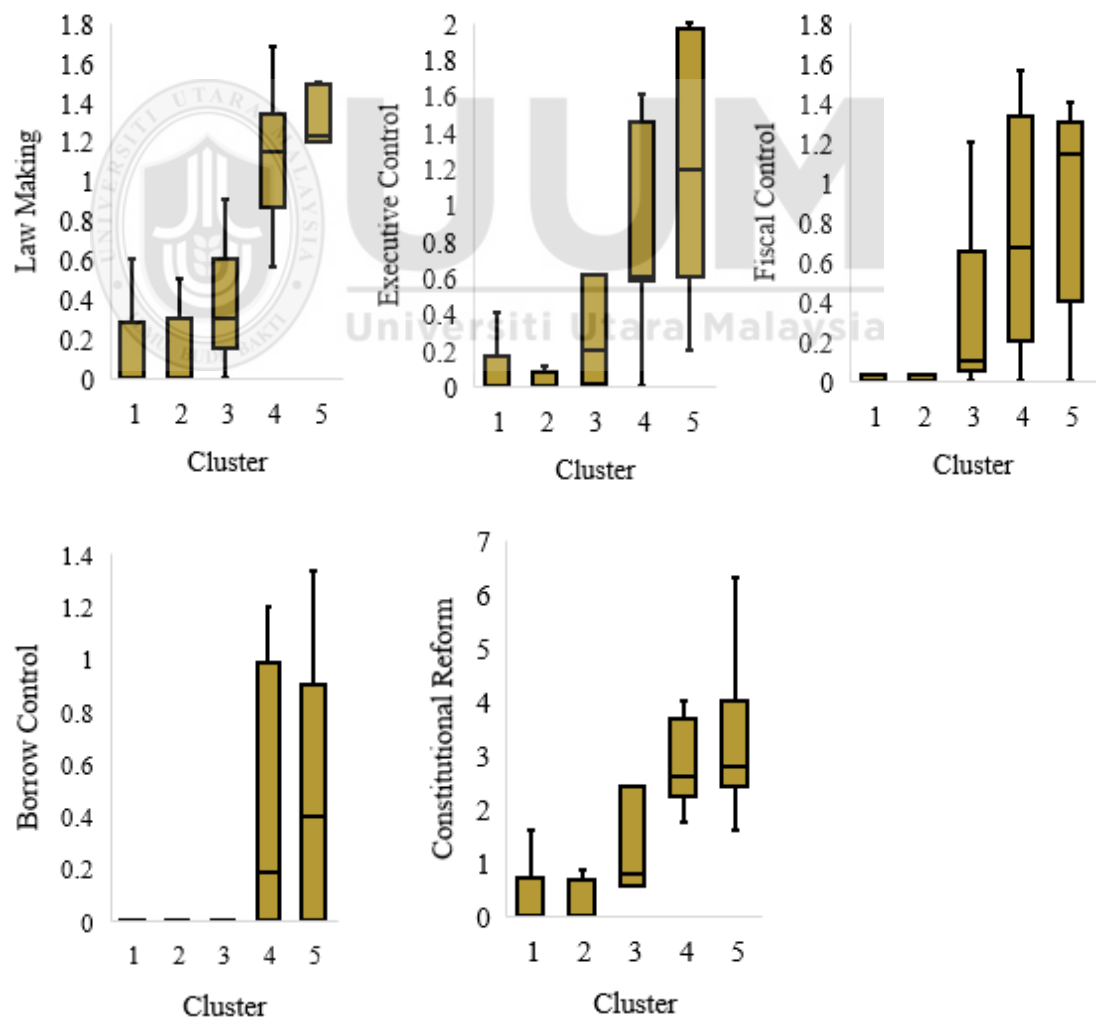 Law Making
1.8
1.6
1.4
1.2
1
0.8
0.6
0.4
0.2
0
1 2 3 4 5
Cluster
Executive Control
2
1.8
1.6
1.4
1.2
1
0.8
0.6
0.4
0.2
0
1 2 3 4 5
Cluster
Fiscal Control
1.8
1.6
1.4
1.2
1
0.8
0.6
0.4
0.2
0
1 2 3 4 5
Cluster
UNIVERSITI UTARA MALAYSIA
BUDI BAKTI
UUM
Universiti Utara Malaysia
Borrow Control
1.4
1.2
1
0.8
0.6
0.4
0.2
0
1 2 3 4 5
Cluster
Constitutional Reform
7
6
5
4
3
2
1
0
1 2 3 4 5
Cluster